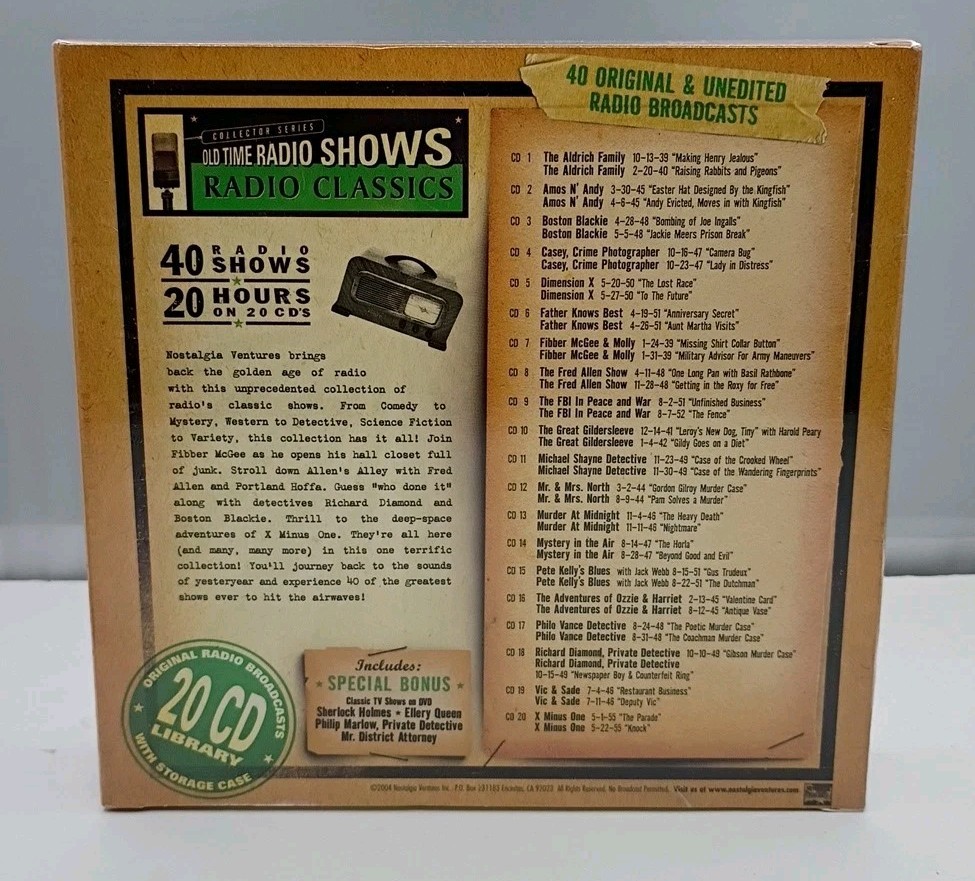 COLLECTOR SERIES
OLD TIME RADIO SHOWS
RADIO CLASSICS
40 RADIO SHOWS
20 HOURS ON 20 CD'S
Nostalgia Ventures brings
back the golden age of radio
with this unprecedented collection of
radio's classic shows. From Comedy to
Mystery, Western to Detective, Science Fiction
to Variety, this collection has it all! Join
Fibber McGee as he opens his hall closet full
of junk. Stroll down Allen's Alley with Fred
Allen and Portland Hoffa. Guess "who done it"
along with detectives Richard Diamond and
Boston Blackie. Thrill to the deep-space
adventures of X Minus One. They're all here
(and many, many more) in this one terrific
collection! You'll journey back to the sounds
of yesteryear and experience 40 of the greatest
shows ever to hit the airwaves!
ORIGINAL RADIO BROADCASTS
20 CD
LIBRARY
WITH STORAGE CASE
Includes:
SPECIAL BONUS
Classic TV Shows on DVD
Sherlock Holmes • Ellery Queen
Philip Marlow, Private Detective
Mr. District Attorney
40 ORIGINAL & UNEDITED
RADIO BROADCASTS
CD 1 The Aldrich Family 10-13-39 "Making Henry Jealous"
The Aldrich Family 2-20-40 "Raising Rabbits and Pigeons"
CD 2 Amos N' Andy 3-30-45 "Easter Hat Designed By the Kingfish"
Amos N' Andy 4-6-45 "Andy Evicted, Moves in with Kingfish"
CD 3 Boston Blackie 4-28-48 "Bombing of Joe Ingalls"
Boston Blackie 5-5-48 "Jackie Meers Prison Break"
CD 4 Casey, Crime Photographer 10-16-47 "Camera Bug"
Casey, Crime Photographer 10-23-47 "Lady in Distress"
CD 5 Dimension X 5-20-50 "The Lost Race"
Dimension X 5-27-50 "To The Future"
CD 6 Father Knows Best 4-19-51 "Anniversary Secret"
Father Knows Best 4-26-51 "Aunt Martha Visits"
CD 7 Fibber McGee & Molly 1-24-39 "Missing Shirt Collar Button"
Fibber McGee & Molly 1-31-39 "Military Advisor For Army Maneuvers"
CD 8 The Fred Allen Show 4-11-48 "One Long Pan with Basil Rathbone"
The Fred Allen Show 11-28-48 "Getting in the Roxy for Free"
CD 9 The FBI In Peace and War 8-2-51 "Unfinished Business"
The FBI In Peace and War 8-7-52 "The Fence"
CD 10 The Great Gildersleeve 12-14-41 "Leroy's New Dog, Tiny" with Harold Peary
The Great Gildersleeve 1-4-42 "Gildy Goes on a Diet"
CD 11 Michael Shayne Detective 11-23-49 "Case of the Crooked Wheel"
Michael Shayne Detective 11-30-49 "Case of the Wandering Fingerprints"
CD 12 Mr. & Mrs. North 3-2-44 "Gordon Gilroy Murder Case"
Mr. & Mrs. North 8-9-44 "Pam Solves a Murder"
CD 13 Murder At Midnight 11-4-46 "The Heavy Death"
Murder At Midnight 11-11-46 "Nightmare"
CD 14 Mystery in the Air 8-14-47 "The Horla"
Mystery in the Air 8-28-47 "Beyond Good and Evil"
CD 15 Pete Kelly's Blues with Jack Webb 8-15-51 "Gus Trudeux"
Pete Kelly's Blues with Jack Webb 8-22-51 "The Dutchman"
CD 16 The Adventures of Ozzie & Harriet 2-13-45 "Valentine Card"
The Adventures of Ozzie & Harriet 8-12-45 "Antique Vase"
CD 17 Philo Vance Detective 8-24-48 "The Poetic Murder Case"
Philo Vance Detective 8-31-48 "The Coachman Murder Case"
CD 18 Richard Diamond, Private Detective 10-10-49 "Gibson Murder Case"
Richard Diamond, Private Detective
10-15-49 "Newspaper Boy & Counterfeit Ring"
CD 19 Vic & Sade 7-4-46 "Restaurant Business"
Vic & Sade 7-11-46 "Deputy Vic"
CD 20 X Minus One 5-1-55 "The Parade"
X Minus One 5-22-55 "Knock"
©2004 Nostalgia Ventures Inc. P.O. Box 231183 Encinitas, CA 92023 All Rights Reserved. No Broadcast Permitted. Visit us at www.nostalgiaventures.com